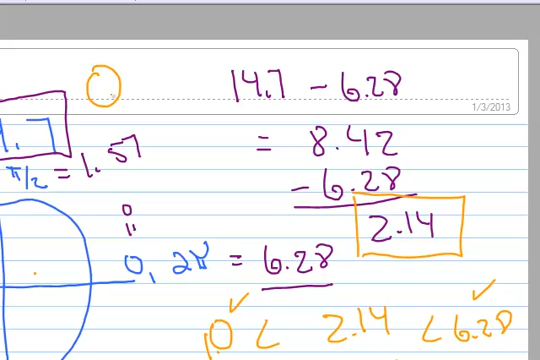 14.7 - 6.28
1/3/2013
= 8.42
π/2 = 1.57
- 6.28
2.14
0
0, 2π = 6.28
0 < 2.14 < 6.28